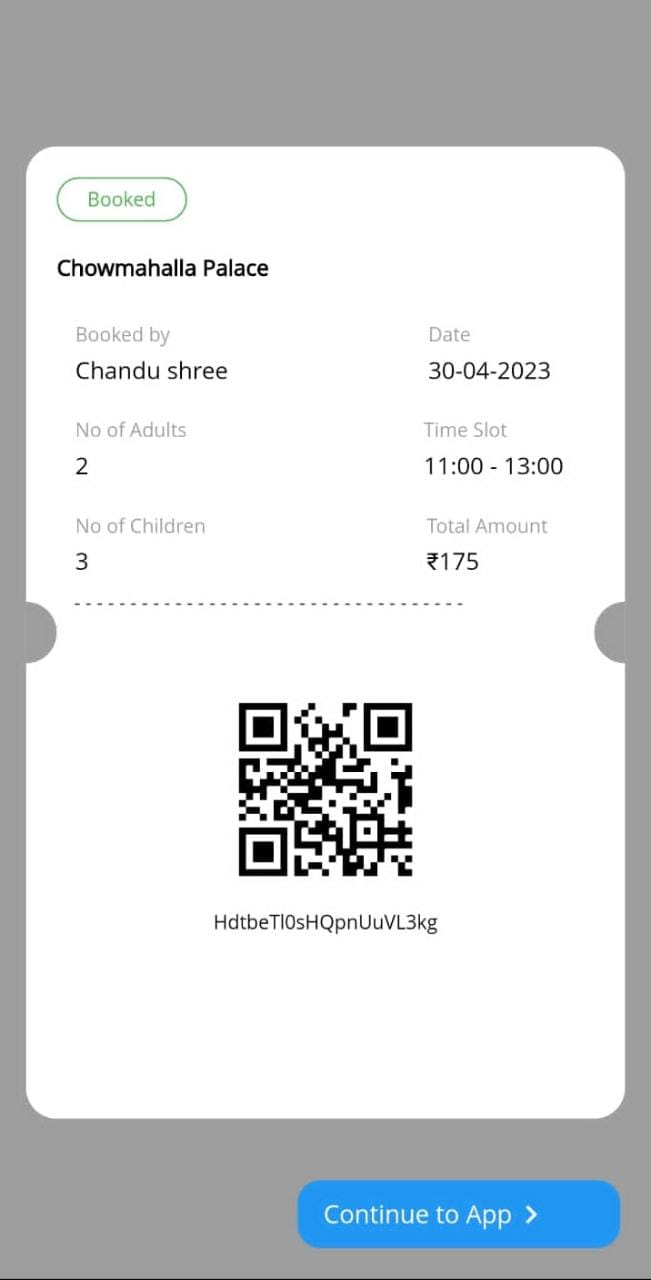 Booked
Chowmahalla Palace
Booked by
Date
Chandu shree
30-04-2023
No of Adults
Time Slot
2
11:00 - 13:00
No of Children
Total Amount
3
₹175
HdtbeTl0sHQpnUuVL3kg
Continue to App